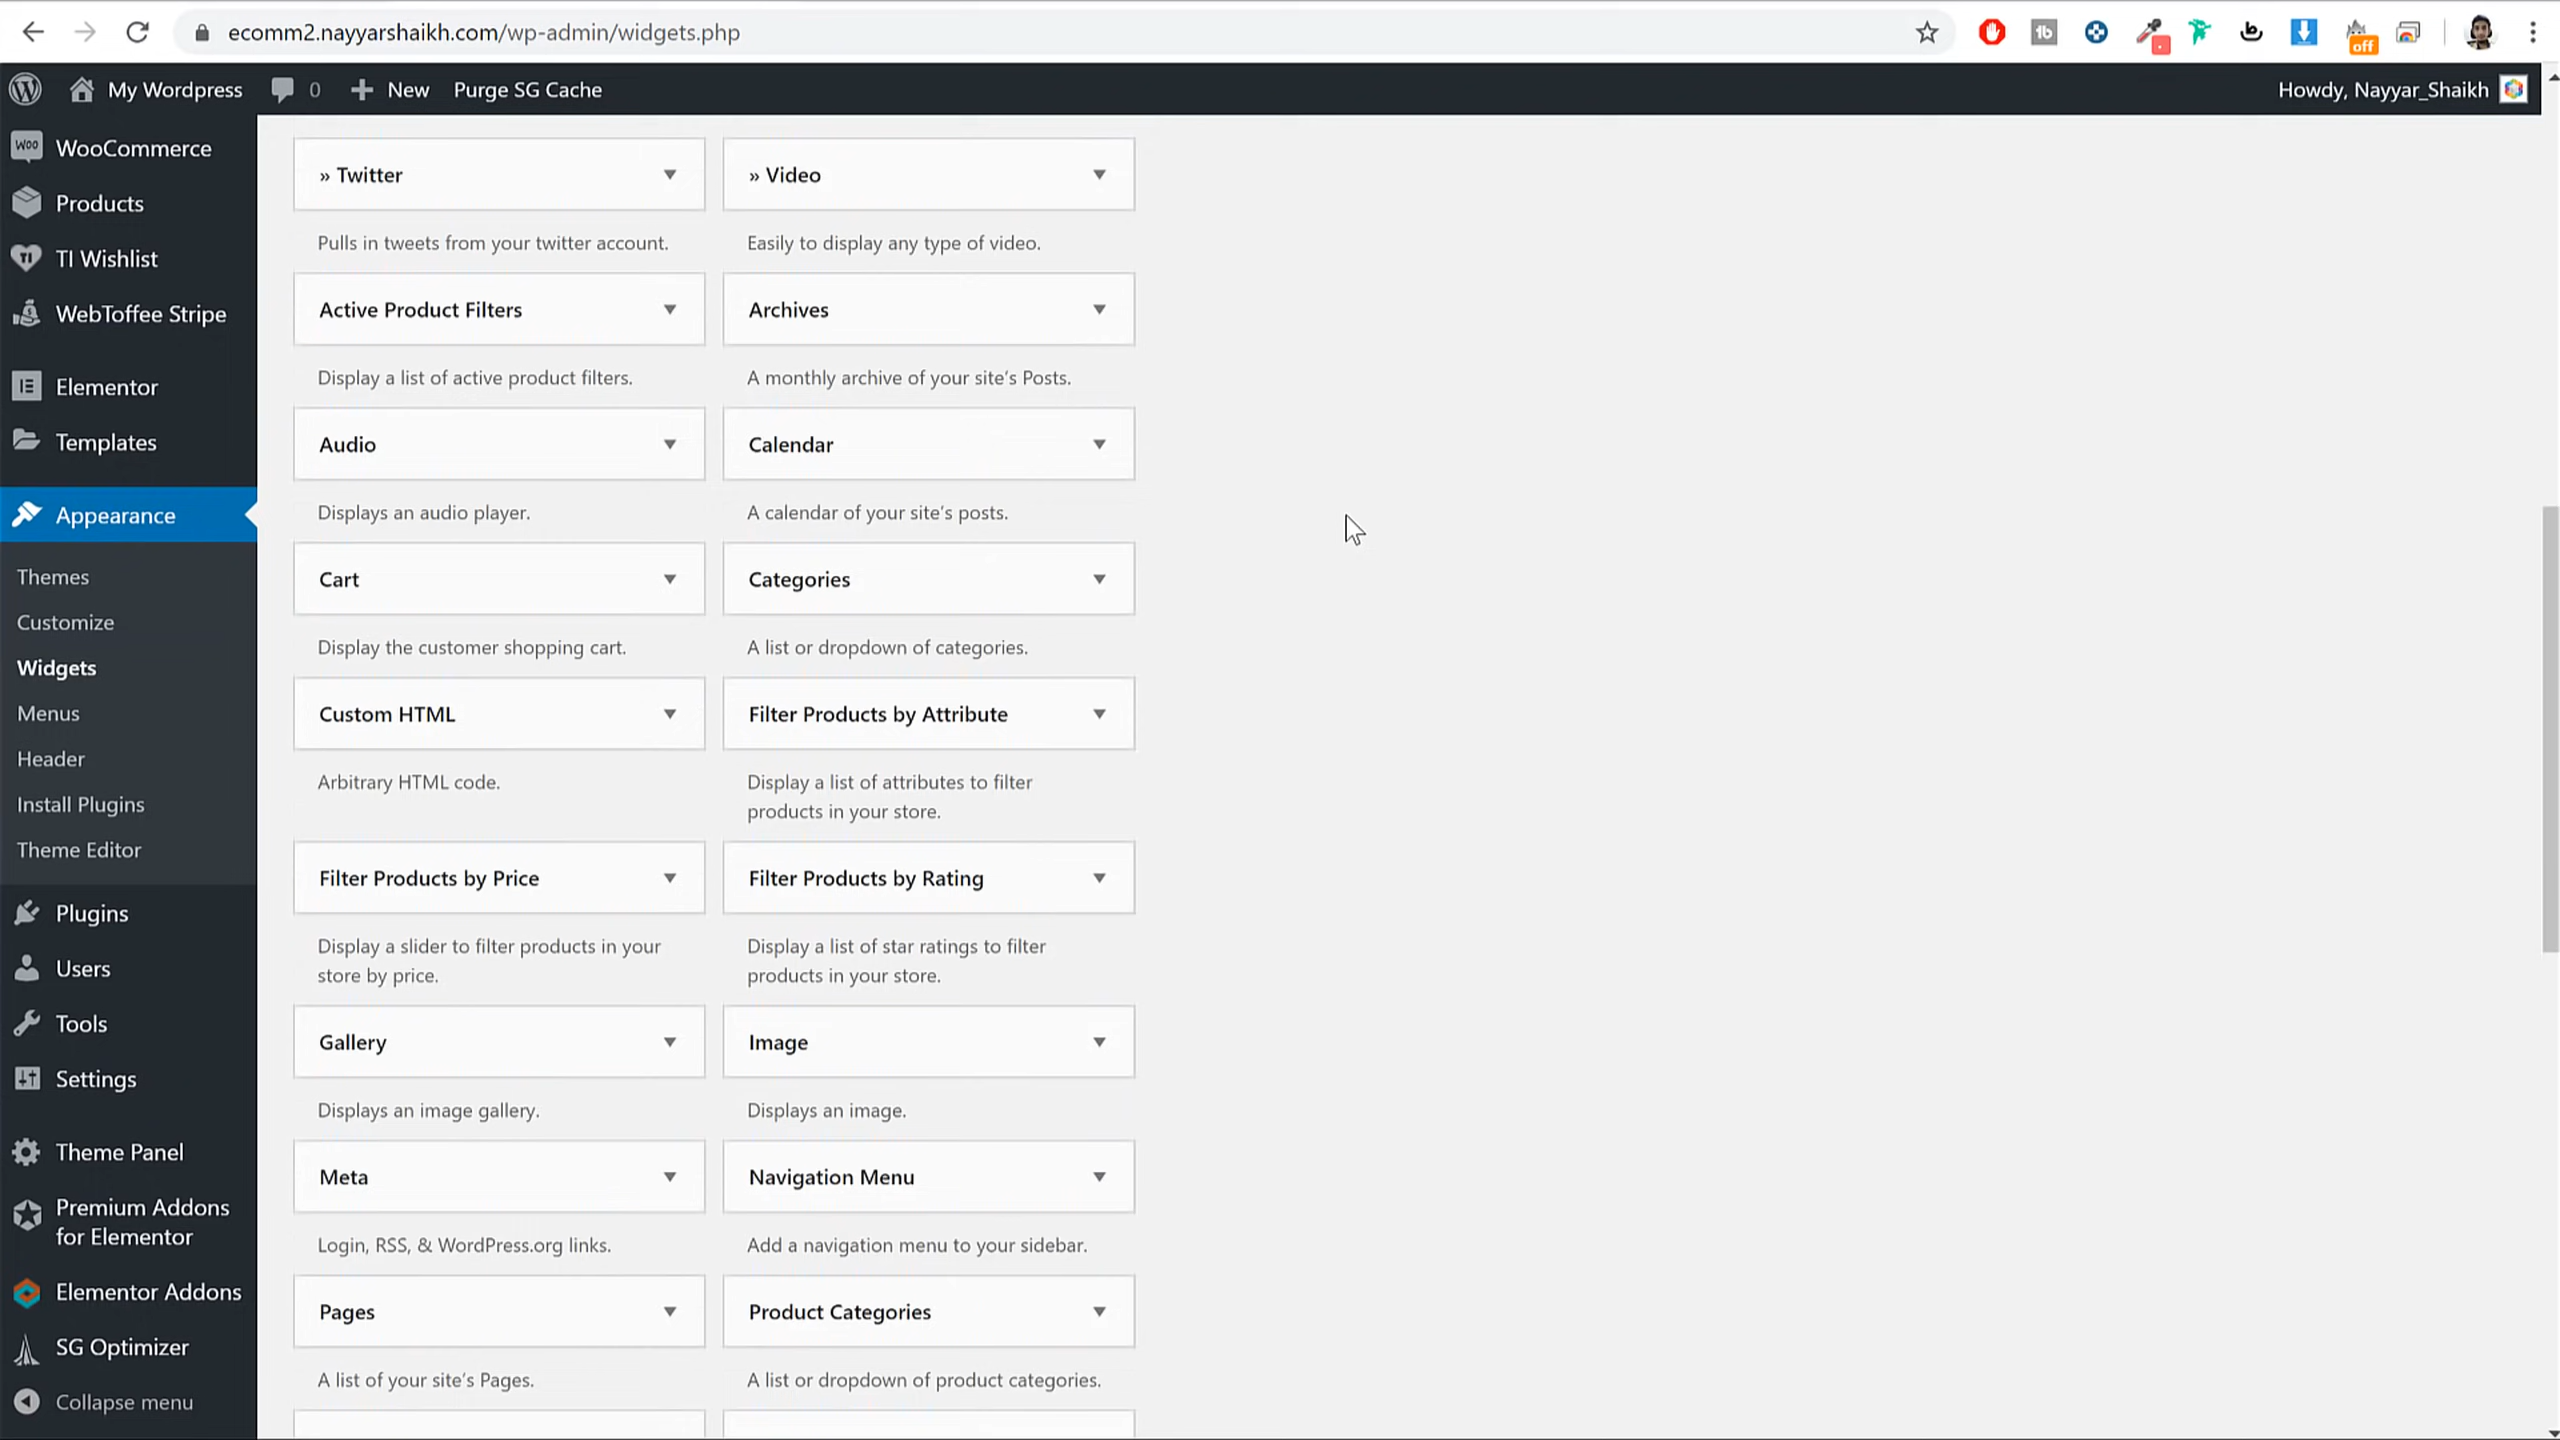 ecomm2.nayyarshaikh.com/wp-admin/widgets.php
tb
off
My Wordpress
0
New
Purge SG Cache
Howdy, Nayyar_Shaikh
WOO
WooCommerce
Products
TI
TI Wishlist
WebToffee Stripe
Elementor
Templates
Appearance
Themes
Customize
Widgets
Menus
Header
Install Plugins
Theme Editor
Plugins
Users
Tools
Settings
Theme Panel
Premium Addons
for Elementor
Elementor Addons
SG Optimizer
Collapse menu
» Twitter
» Video
Pulls in tweets from your twitter account.
Easily to display any type of video.
Active Product Filters
Archives
Display a list of active product filters.
A monthly archive of your site's Posts.
Audio
Calendar
Displays an audio player.
A calendar of your site's posts.
Cart
Categories
Display the customer shopping cart.
A list or dropdown of categories.
Custom HTML
Filter Products by Attribute
Arbitrary HTML code.
Display a list of attributes to filter
products in your store.
Filter Products by Price
Filter Products by Rating
Display a slider to filter products in your
store by price.
Display a list of star ratings to filter
products in your store.
Gallery
Image
Displays an image gallery.
Displays an image.
Meta
Navigation Menu
Login, RSS, & WordPress.org links.
Add a navigation menu to your sidebar.
Pages
Product Categories
A list of your site's Pages.
A list or dropdown of product categories.